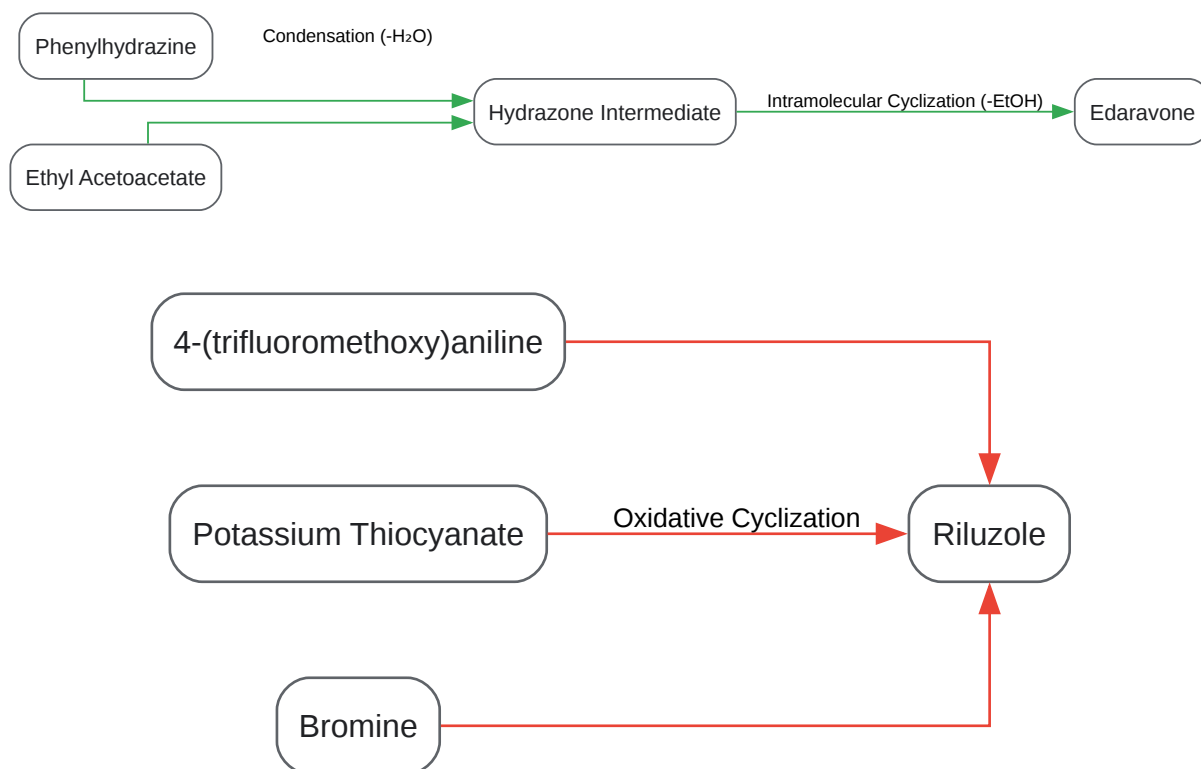 Phenylhydrazine
Condensation (-H₂O)
Ethyl Acetoacetate
Hydrazone Intermediate
Intramolecular Cyclization (-EtOH)
Edaravone
4-(trifluoromethoxy)aniline
Potassium Thiocyanate
Oxidative Cyclization
Riluzole
Bromine